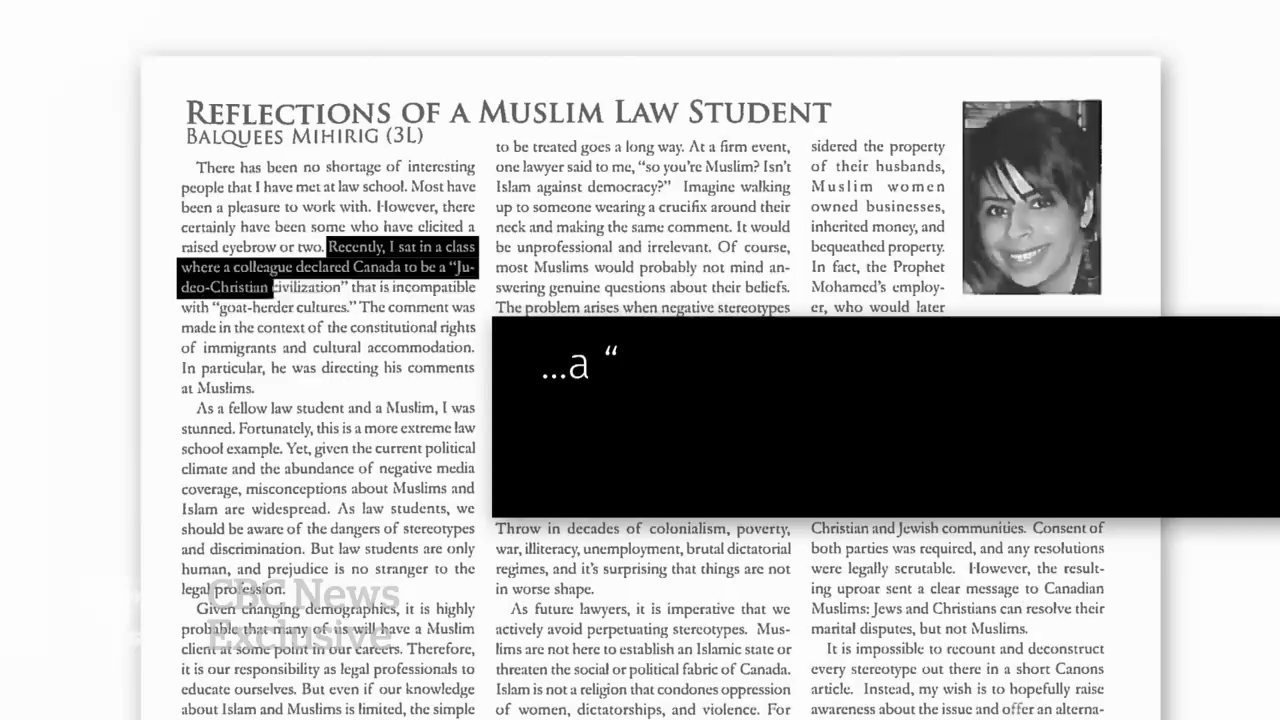 REFLECTIONS OF A MUSLIM LAW STUDENT
BALQUEES MIHIRIG (3L)
There has been no shortage of interesting
people that I have met at law school. Most have
been a pleasure to work with. However, there
certainly have been some who have elicited a
raised eyebrow or two. Recently, I sat in a class
where a colleague declared Canada to be a “Ju-
deo-Christian civilization” that is incompatible
with “goat-herder cultures.” The comment was
made in the context of the constitutional rights
of immigrants and cultural accommodation.
In particular, he was directing his comments
at Muslims.
As a fellow law student and a Muslim, I was
stunned. Fortunately, this is a more extreme law
school example. Yet, given the current political
climate and the abundance of negative media
coverage, misconceptions about Muslims and
Islam are widespread. As law students, we
should be aware of the dangers of stereotypes
and discrimination. But law students are only
human, and prejudice is no stranger to the
legal profession.
Given changing demographics, it is highly
probable that many of us will have a Muslim
client at some point in our careers. Therefore,
it is our responsibility as legal professionals to
educate ourselves. But even if our knowledge
about Islam and Muslims is limited, the simple
to be treated goes a long way. At a firm event,
one lawyer said to me, “so you’re Muslim? Isn’t
Islam against democracy?” Imagine walking
up to someone wearing a crucifix around their
neck and making the same comment. It would
be unprofessional and irrelevant. Of course,
most Muslims would probably not mind an-
swering genuine questions about their beliefs.
The problem arises when negative stereotypes
Throw in decades of colonialism, poverty,
war, illiteracy, unemployment, brutal dictatorial
regimes, and it’s surprising that things are not
in worse shape.
As future lawyers, it is imperative that we
actively avoid perpetuating stereotypes. Mus-
lims are not here to establish an Islamic state or
threaten the social or political fabric of Canada.
Islam is not a religion that condones oppression
of women, dictatorships, and violence. For
sidered the property
of their husbands,
Muslim women
owned businesses,
inherited money, and
bequeathed property.
In fact, the Prophet
Mohamed’s employ-
er, who would later
Christian and Jewish communities. Consent of
both parties was required, and any resolutions
were legally scrutable. However, the result-
ing uproar sent a clear message to Canadian
Muslims: Jews and Christians can resolve their
marital disputes, but not Muslims.
It is impossible to recount and deconstruct
every stereotype out there in a short Canons
article. Instead, my wish is to hopefully raise
awareness about the issue and offer an alterna-
...a “
CBC News
Exclusive